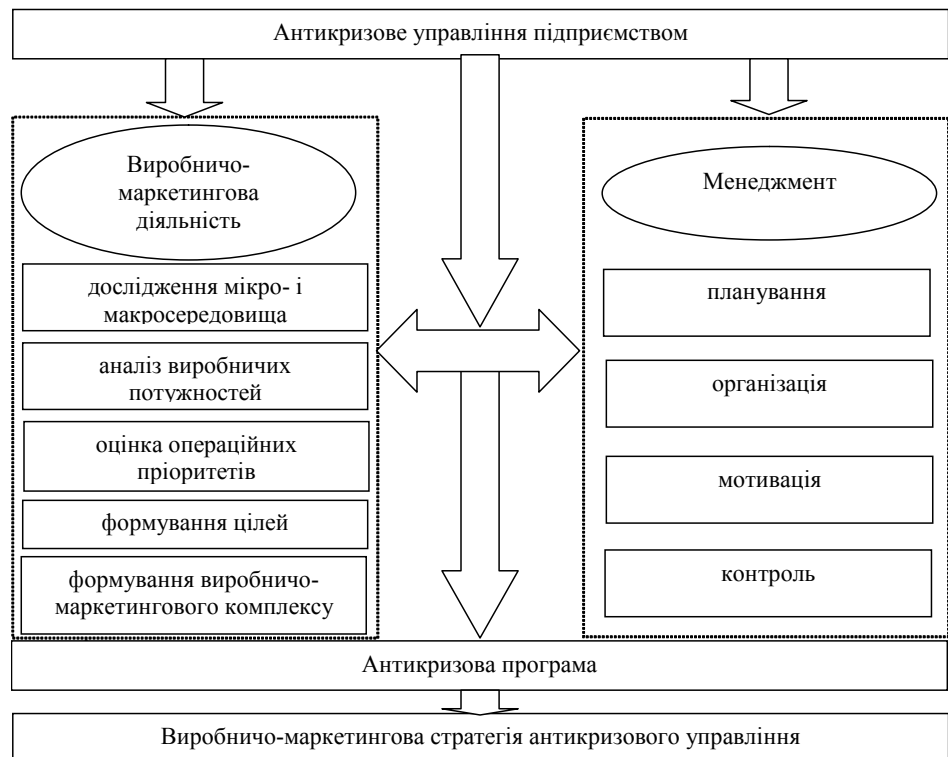 Антикризове управління підприємством
Виробничо-
маркетингова
діяльність
дослідження мікро- і
макросередовища
аналіз виробничих
потужностей
оцінка операційних
пріоритетів
формування цілей
формування виробничо-
маркетингового комплексу
Менеджмент
планування
організація
мотивація
контроль
Антикризова програма
Виробничо-маркетингова стратегія антикризового управління